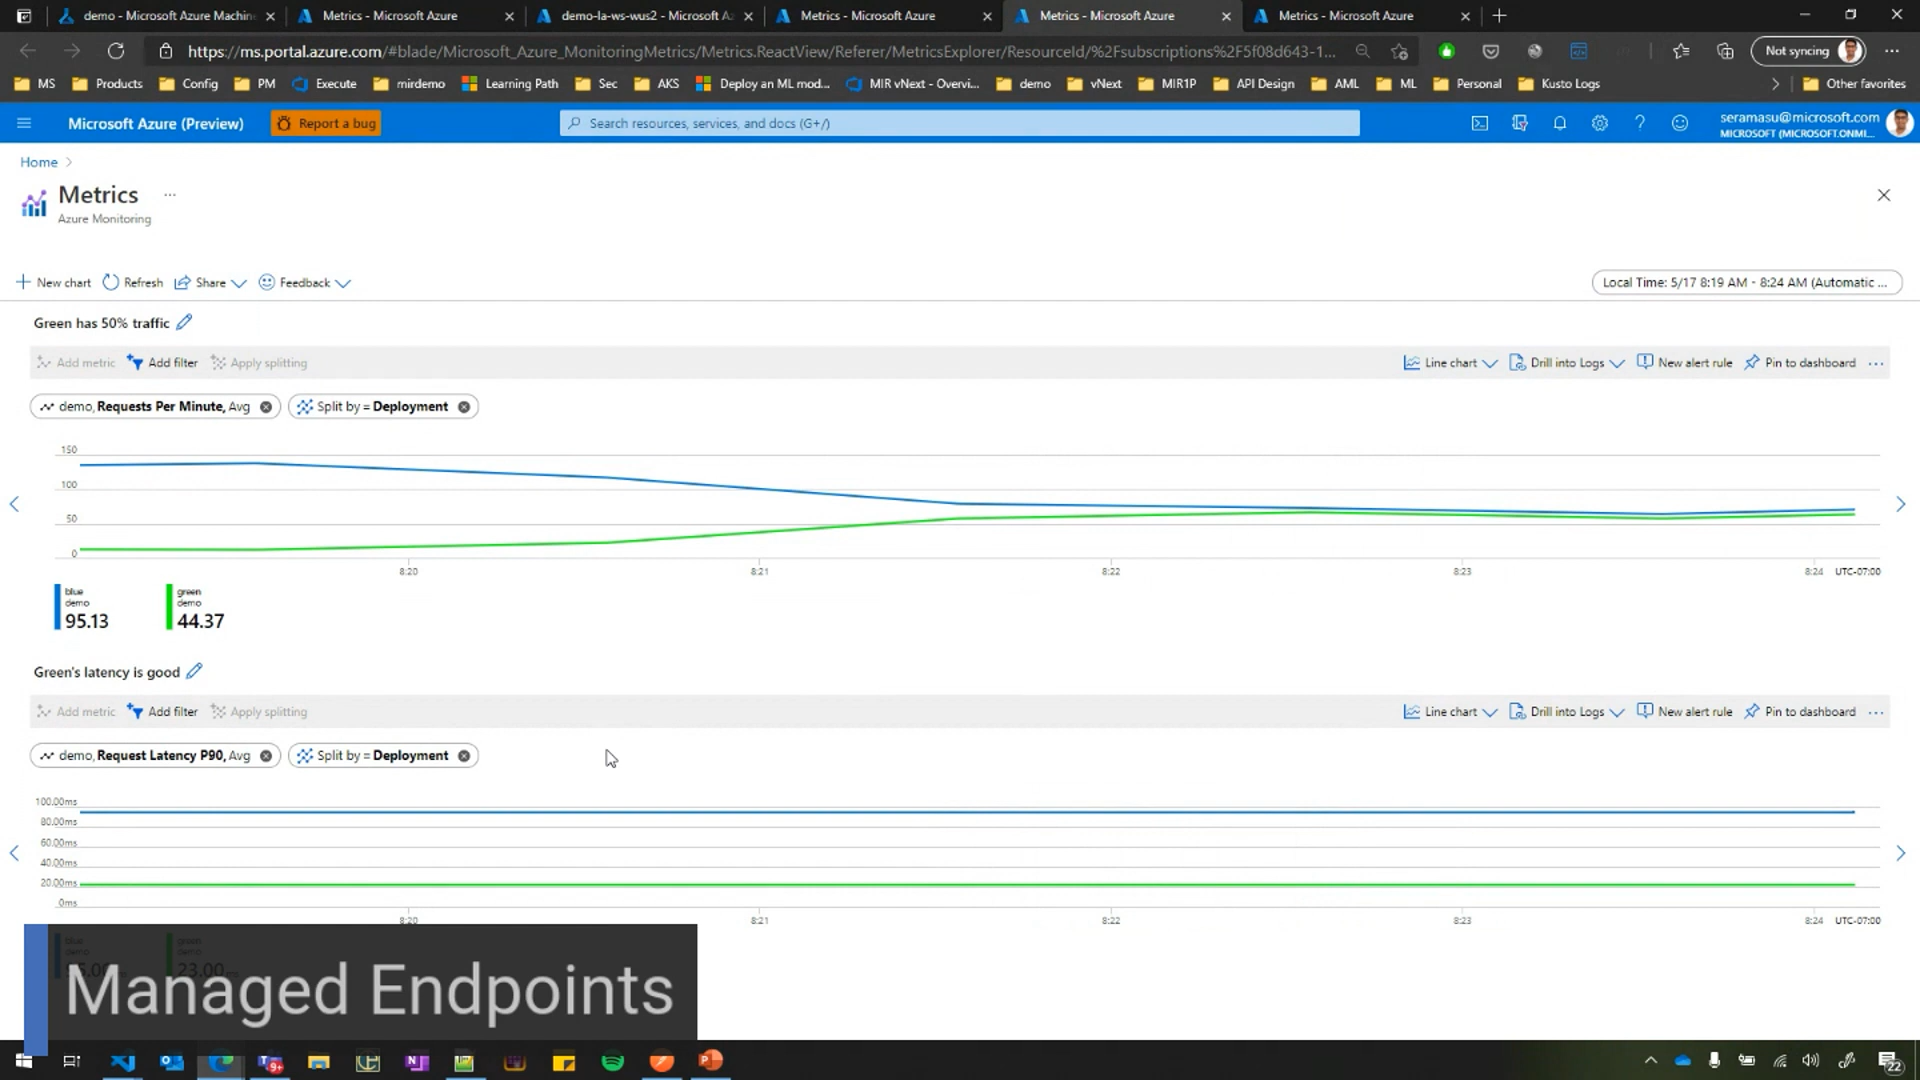 demo - Microsoft Azure Machin
Metrics - Microsoft Azure
demo-la-ws-wus2 - Microsoft Az
Metrics - Microsoft Azure
Metrics - Microsoft Azure
Metrics - Microsoft Azure
https://ms.portal.azure.com/#blade/Microsoft_Azure_MonitoringMetrics/Metrics.ReactView/Referer/MetricsExplorer/ResourceId/%2Fsubscriptions%2F5f08d643-1...
Not syncing
MS Products Config PM Execute mirdemo Learning Path Sec AKS Deploy an ML mod... MIR vNext - Overvi... demo vNext MIR1P API Design AML ML Personal Kusto Logs Other favorites
Microsoft Azure (Preview)
Report a bug
Search resources, services, and docs (G+/)
seramasu@microsoft.com
MICROSOFT (MICROSOFT.ONMI...
Home
Metrics ...
Azure Monitoring
New chart Refresh Share Feedback
Local Time: 5/17 8:19 AM - 8:24 AM (Automatic ...
Green has 50% traffic
Add metric Add filter Apply splitting Line chart Drill into Logs New alert rule Pin to dashboard ...
demo, Requests Per Minute, Avg Split by = Deployment
150
100
50
0
8:20 8:21 8:22 8:23 8:24 UTC-07:00
blue
demo
95.13
green
demo
44.37
Green's latency is good
Add metric Add filter Apply splitting Line chart Drill into Logs New alert rule Pin to dashboard ...
demo, Request Latency P90, Avg Split by = Deployment
100.00ms
80.00ms
60.00ms
40.00ms
20.00ms
0ms
8:20 8:21 8:22 8:23 8:24 UTC-07:00
blue
demo
green
demo
23.00
Managed Endpoints
9+
22